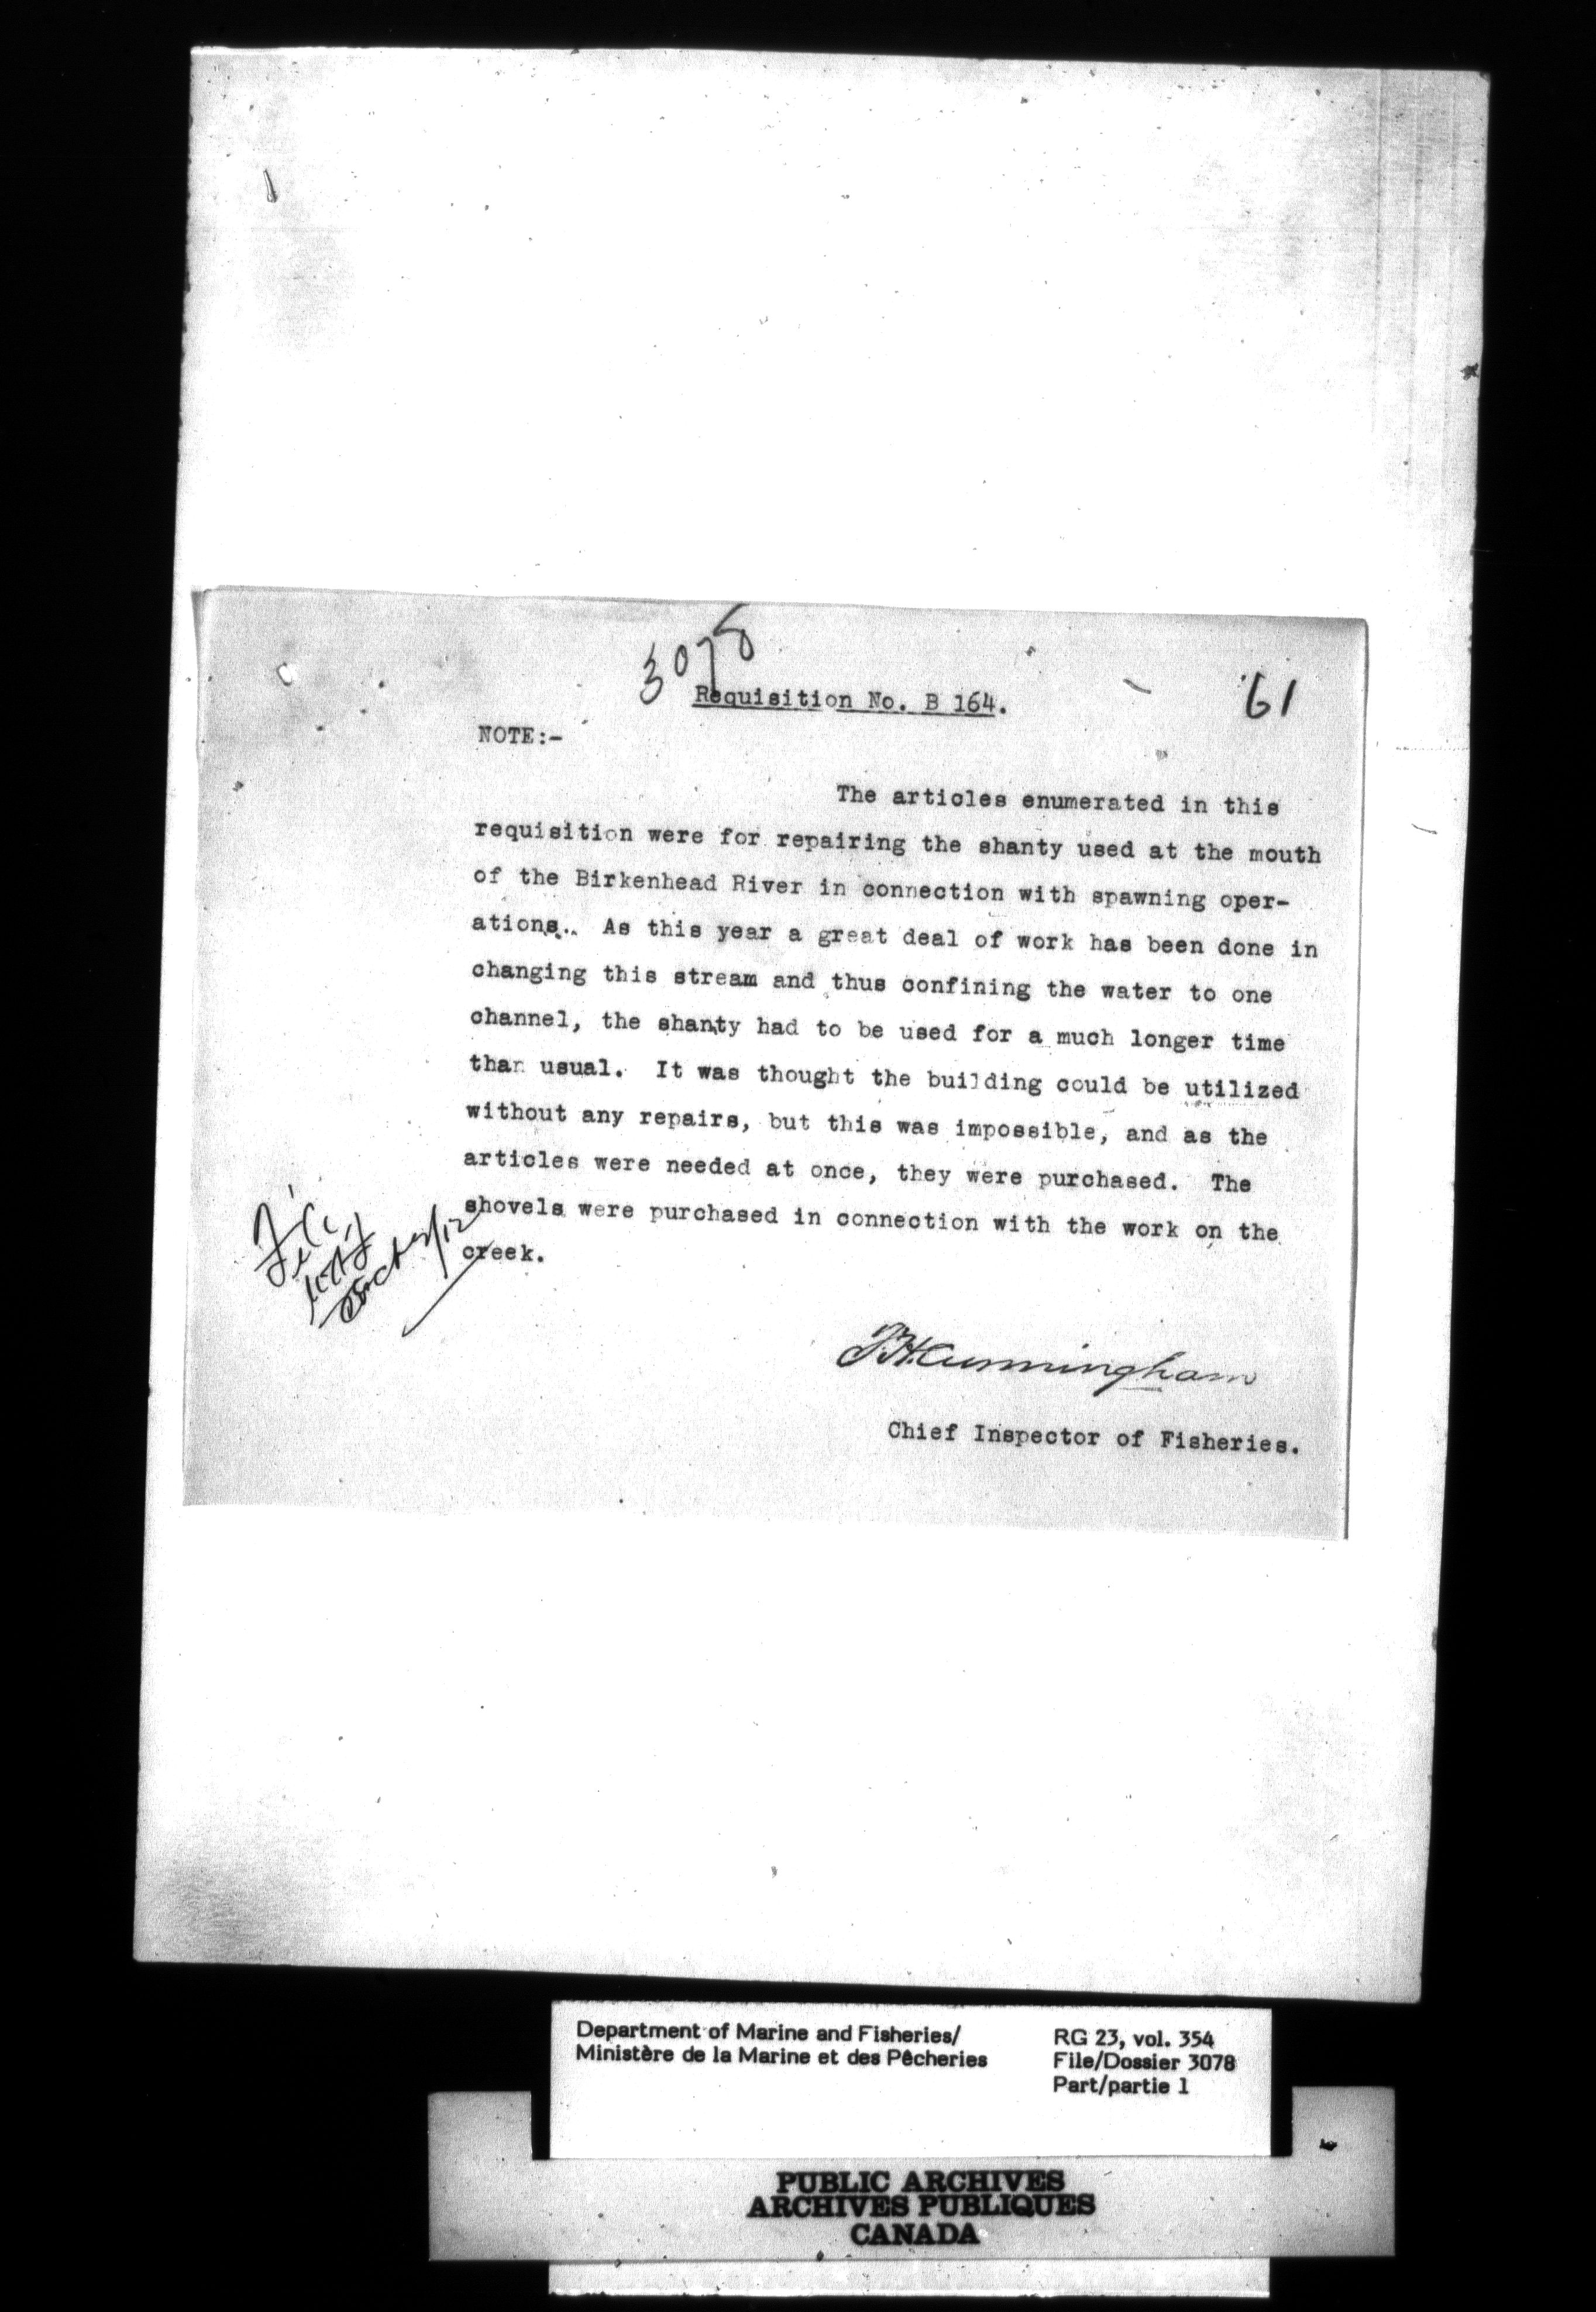 3078
61
Requisition No. B 164.
NOTE:-
The articles enumerated in this
requisition were for repairing the shanty used at the mouth
of the Birkenhead River in connection with spawning oper-
ations. As this year a great deal of work has been done in
changing this stream and thus confining the water to one
channel, the shanty had to be used for a much longer time
than usual. It was thought the building could be utilized
without any repairs, but this was impossible, and as the
articles were needed at once, they were purchased. The
shovels were purchased in connection with the work on the
creek.
File
F.H.Cunningham
Chief Inspector of Fisheries.
Department of Marine and Fisheries/
Ministère de la Marine et des Pêcheries
RG 23, vol. 354
File/Dossier 3078
Part/partie 1
PUBLIC ARCHIVES
ARCHIVES PUBLIQUES
CANADA